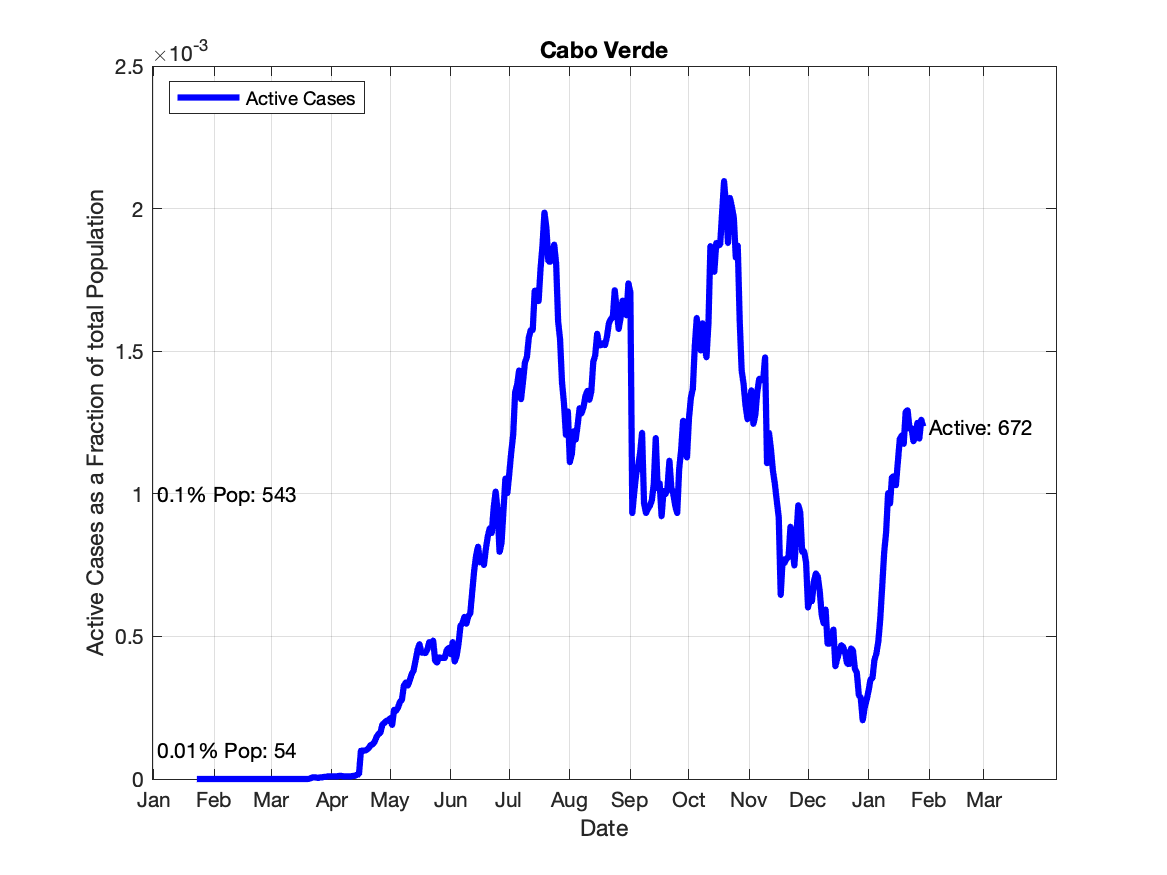 Cabo Verde
×10-3
2.5
2
1.5
1
0.5
0
Active Cases as a Fraction of total Population
Active Cases
Active: 672
0.1% Pop: 543
0.01% Pop: 54
Jan Feb Mar Apr May Jun Jul Aug Sep Oct Nov Dec Jan Feb Mar
Date